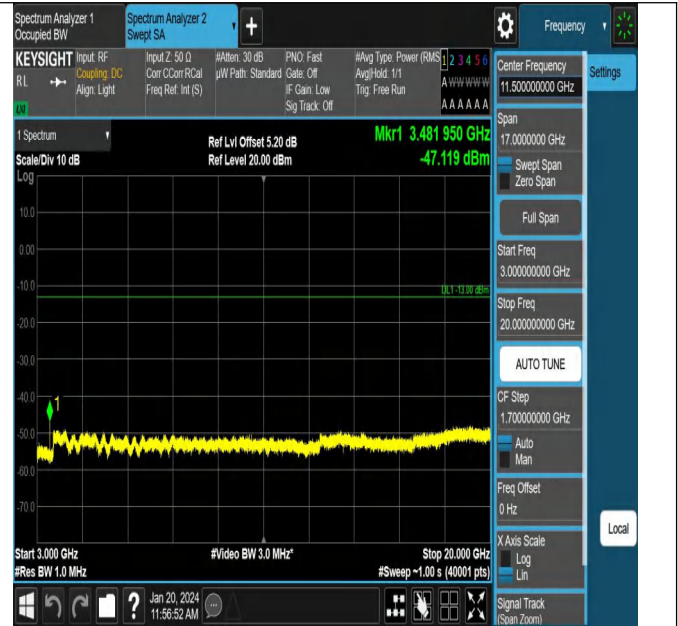 Spectrum Analyzer 1
Occupied BW
Spectrum Analyzer 2
Swept SA
+
Frequency
KEYSIGHT
RL
LXI
Input: RF
Coupling: DC
Align: Light
Input Z: 50 Ω
Corr CCorr RCal
Freq Ref: Int (S)
#Atten: 30 dB
µW Path: Standard
PNO: Fast
Gate: Off
IF Gain: Low
Sig Track: Off
#Avg Type: Power (RMS
Avg|Hold: 1/1
Trig: Free Run
1 2 3 4 5 6
A W W W W W
A A A A A A
1 Spectrum
Scale/Div 10 dB
Log
Ref Lvl Offset 5.20 dB
Ref Level 20.00 dBm
Mkr1 3.481 950 GHz
-47.119 dBm
10.0
0.00
-10.0
DL1 -13.00 dBm
-20.0
-30.0
-40.0
1
-50.0
-60.0
-70.0
Start 3.000 GHz
#Res BW 1.0 MHz
#Video BW 3.0 MHz*
Stop 20.000 GHz
#Sweep ~1.00 s (40001 pts)
Center Frequency
11.500000000 GHz
Settings
Span
17.0000000 GHz
Swept Span
Zero Span
Full Span
Start Freq
3.000000000 GHz
Stop Freq
20.000000000 GHz
AUTO TUNE
CF Step
1.700000000 GHz
Auto
Man
Freq Offset
0 Hz
Local
X Axis Scale
Log
Lin
Signal Track
(Span Zoom)
?
Jan 20, 2024
11:56:52 AM